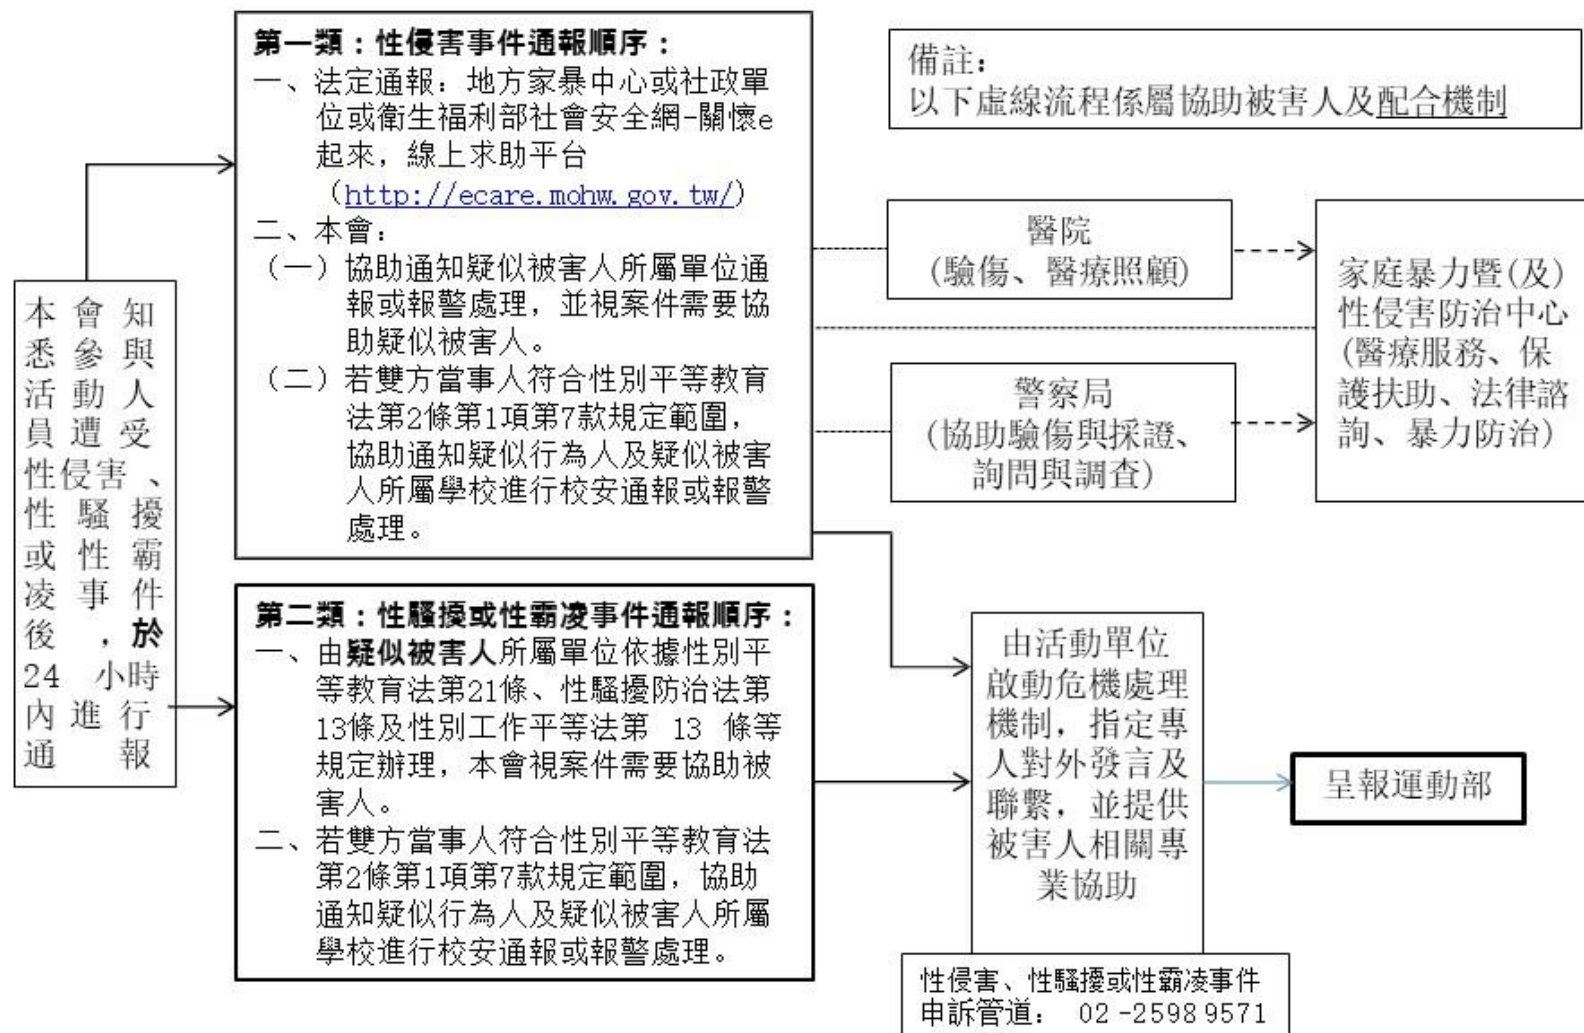 本會知
悉參與
活動人
員遭受
性侵害、
性騷擾
或性霸
凌事件
後，於
24 小時
內進行
通報
第一類：性侵害事件通報順序：
一、法定通報：地方家暴中心或社政單
位或衛生福利部社會安全網-關懷e
起來，線上求助平台
（http://ecare.mohw.gov.tw/）
二、本會：
（一）協助通知疑似被害人所屬單位通
報或報警處理，並視案件需要協
助疑似被害人。
（二）若雙方當事人符合性別平等教育
法第2條第1項第7款規定範圍，
協助通知疑似行為人及疑似被害
人所屬學校進行校安通報或報警
處理。
第二類：性騷擾或性霸凌事件通報順序：
一、由疑似被害人所屬單位依據性別平
等教育法第21條、性騷擾防治法第
13條及性別工作平等法第 13 條等
規定辦理，本會視案件需要協助被
害人。
二、若雙方當事人符合性別平等教育法
第2條第1項第7款規定範圍，協助
通知疑似行為人及疑似被害人所屬
學校進行校安通報或報警處理。
備註：
以下虛線流程係屬協助被害人及配合機制
醫院
(驗傷、醫療照顧)
警察局
(協助驗傷與採證、
詢問與調查)
家庭暴力暨(及)
性侵害防治中心
(醫療服務、保
護扶助、法律諮
詢、暴力防治)
由活動單位
啟動危機處理
機制，指定專
人對外發言及
聯繫，並提供
被害人相關專
業協助
呈報運動部
性侵害、性騷擾或性霸凌事件
申訴管道： 02-25989571